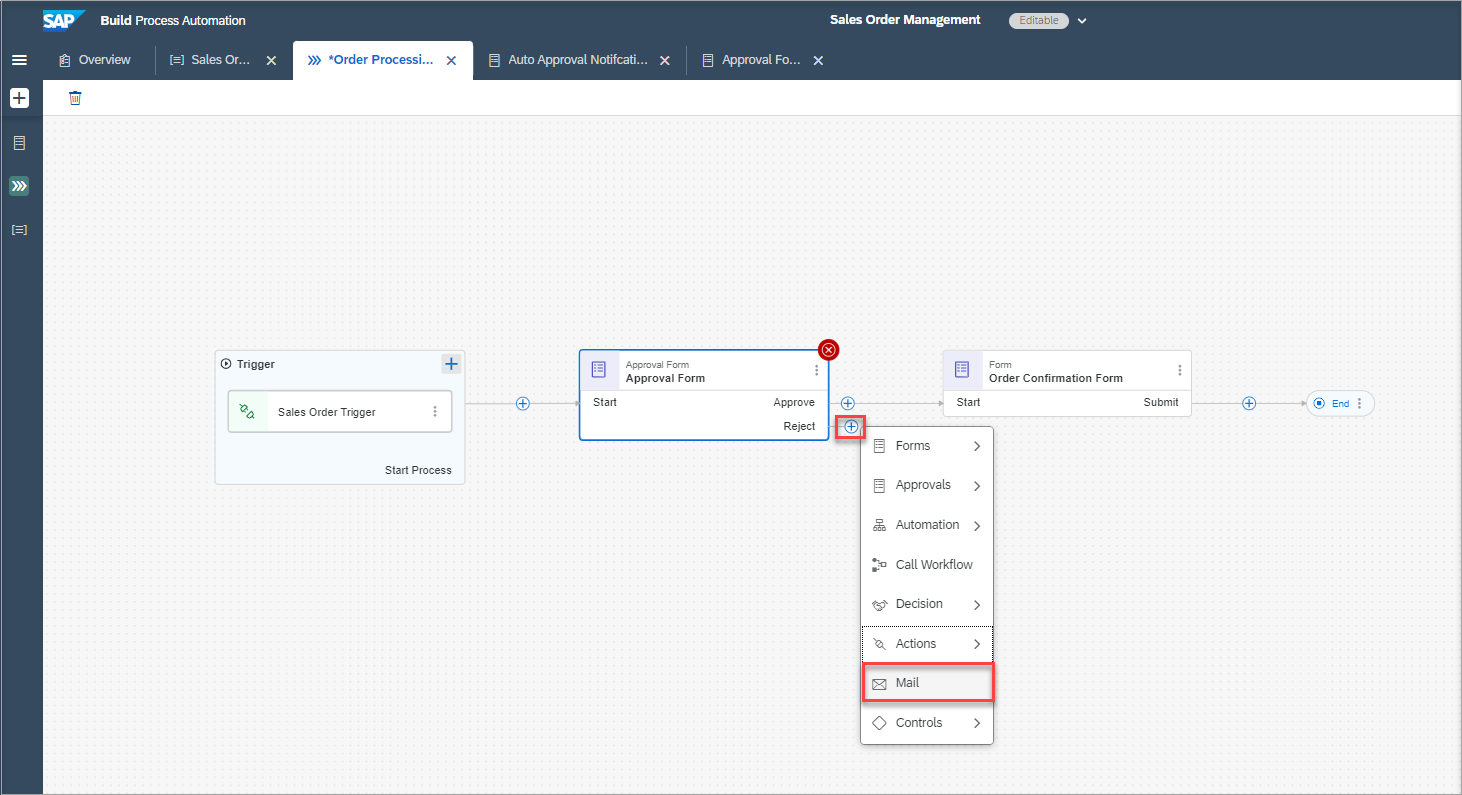 SAP Build Process Automation
Sales Order Management
Editable
Overview
Sales Or...
*Order Processi...
Auto Approval Notifcati...
Approval Fo...
Trigger
Sales Order Trigger
Start Process
Approval Form
Approval Form
Start
Approve
Reject
Form
Order Confirmation Form
Start
Submit
End
Forms
Approvals
Automation
Call Workflow
Decision
Actions
Mail
Controls